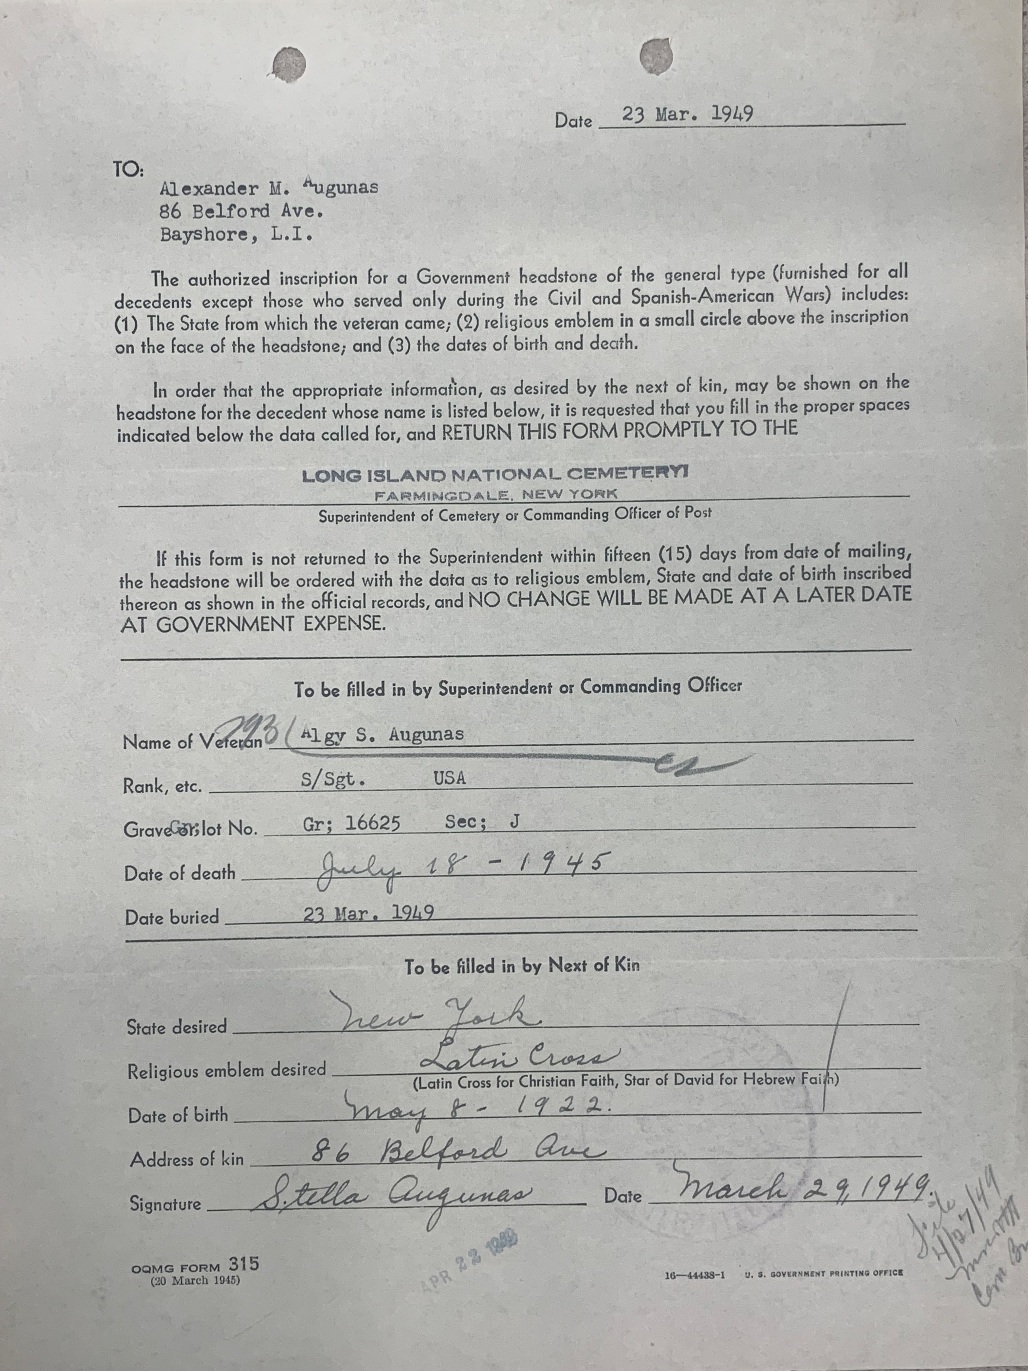 Date 23 Mar. 1949
TO:
Alexander M. Augunas
86 Belford Ave.
Bayshore, L.I.
The authorized inscription for a Government headstone of the general type (furnished for all
decedents except those who served only during the Civil and Spanish-American Wars) includes:
(1) The State from which the veteran came; (2) religious emblem in a small circle above the inscription
on the face of the headstone; and (3) the dates of birth and death.
In order that the appropriate information, as desired by the next of kin, may be shown on the
headstone for the decedent whose name is listed below, it is requested that you fill in the proper spaces
indicated below the data called for, and RETURN THIS FORM PROMPTLY TO THE
LONG ISLAND NATIONAL CEMETERY
FARMINGDALE, NEW YORK
Superintendent of Cemetery or Commanding Officer of Post
If this form is not returned to the Superintendent within fifteen (15) days from date of mailing,
the headstone will be ordered with the data as to religious emblem, State and date of birth inscribed
thereon as shown in the official records, and NO CHANGE WILL BE MADE AT A LATER DATE
AT GOVERNMENT EXPENSE.
To be filled in by Superintendent or Commanding Officer
Name of Veteran Algy S. Augunas
Rank, etc. S/Sgt. USA
Grave or lot No. Gr; 16625 Sec; J
Date of death July 18 - 1945
Date buried 23 Mar. 1949
To be filled in by Next of Kin
State desired New York
Religious emblem desired Latin Cross
(Latin Cross for Christian Faith, Star of David for Hebrew Faith)
Date of birth May 8 - 1922.
Address of kin 86 Belford Ave
Signature Stella Augunas Date March 29, 1949.
File
4/27/49
OQMG FORM 315
(20 March 1945)
APR 22 1949
16—44438-1 U. S. GOVERNMENT PRINTING OFFICE